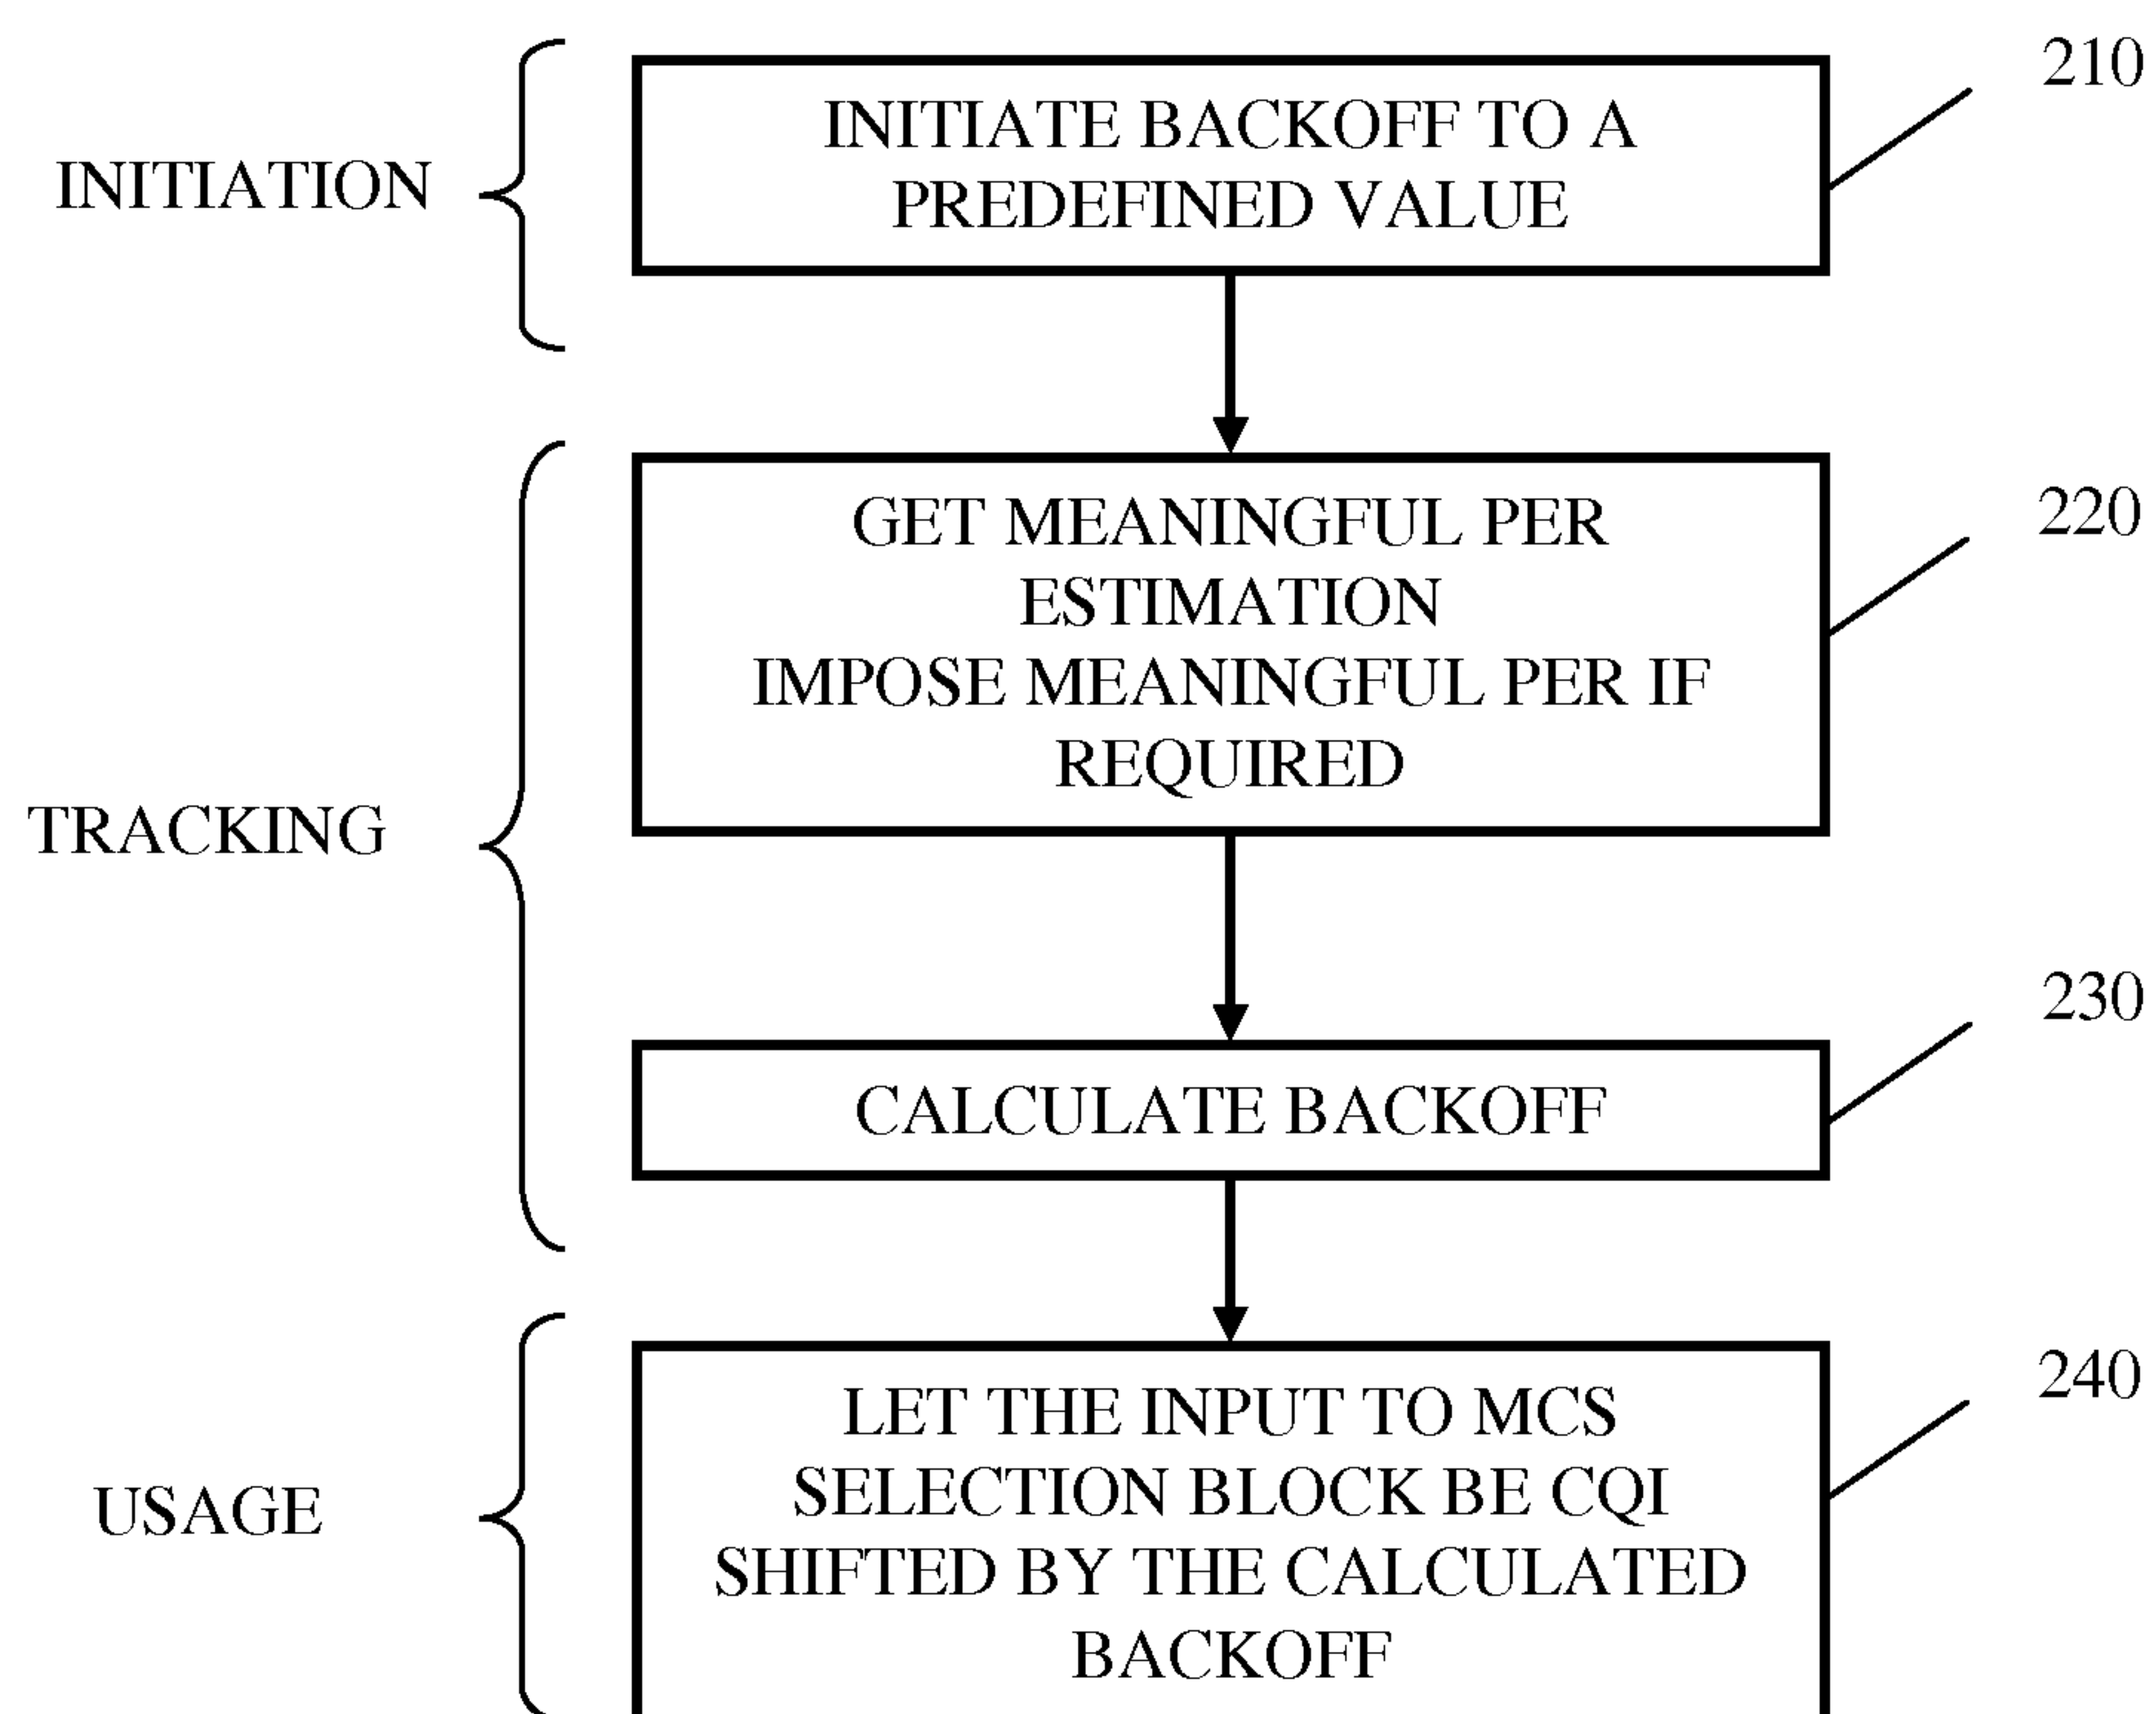 210
INITIATION
INITIATE BACKOFF TO A
PREDEFINED VALUE
220
TRACKING
GET MEANINGFUL PER
ESTIMATION
IMPOSE MEANINGFUL PER IF
REQUIRED
230
CALCULATE BACKOFF
240
USAGE
LET THE INPUT TO MCS
SELECTION BLOCK BE CQI
SHIFTED BY THE CALCULATED
BACKOFF